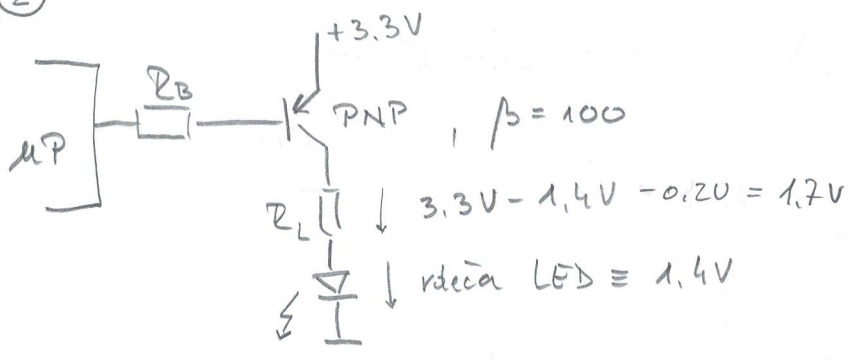 2
+3.3V
RB
PNP , β = 100
μP
RL 3.3V - 1,4V - 0.2V = 1,7V
rdeča LED ≡ 1.4V